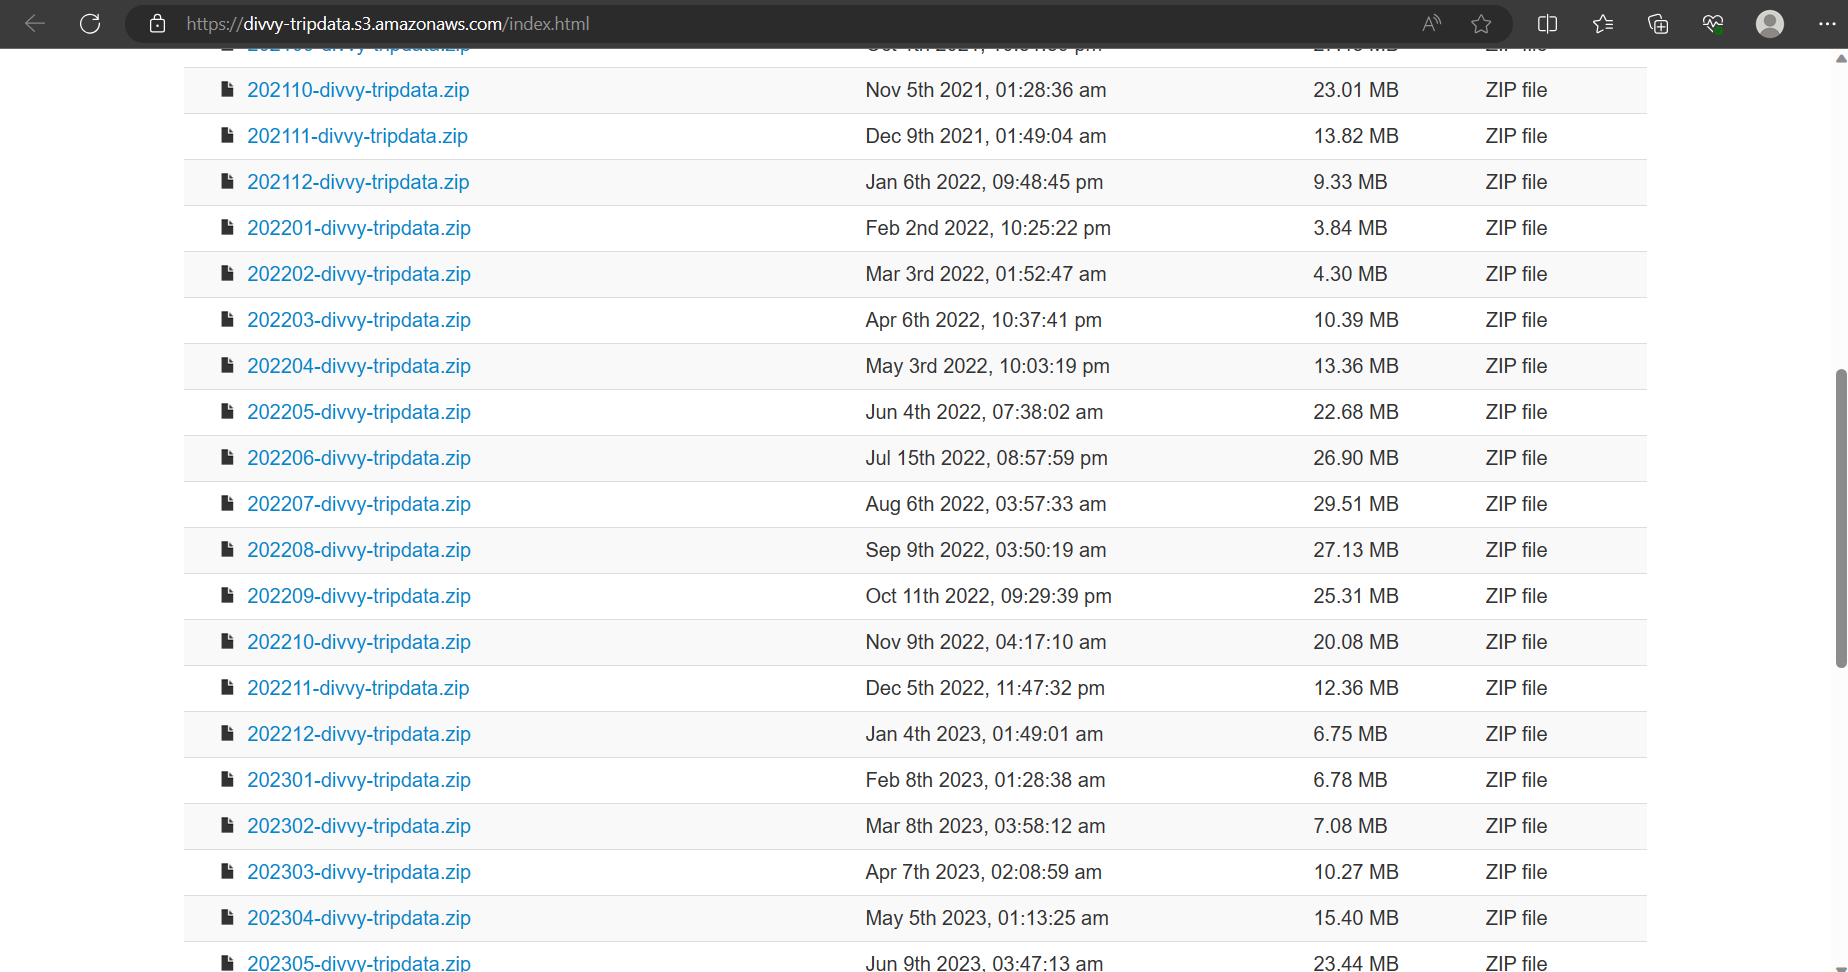 https://divvy-tripdata.s3.amazonaws.com/index.html
202110-divvy-tripdata.zip Nov 5th 2021, 01:28:36 am 23.01 MB ZIP file
202111-divvy-tripdata.zip Dec 9th 2021, 01:49:04 am 13.82 MB ZIP file
202112-divvy-tripdata.zip Jan 6th 2022, 09:48:45 pm 9.33 MB ZIP file
202201-divvy-tripdata.zip Feb 2nd 2022, 10:25:22 pm 3.84 MB ZIP file
202202-divvy-tripdata.zip Mar 3rd 2022, 01:52:47 am 4.30 MB ZIP file
202203-divvy-tripdata.zip Apr 6th 2022, 10:37:41 pm 10.39 MB ZIP file
202204-divvy-tripdata.zip May 3rd 2022, 10:03:19 pm 13.36 MB ZIP file
202205-divvy-tripdata.zip Jun 4th 2022, 07:38:02 am 22.68 MB ZIP file
202206-divvy-tripdata.zip Jul 15th 2022, 08:57:59 pm 26.90 MB ZIP file
202207-divvy-tripdata.zip Aug 6th 2022, 03:57:33 am 29.51 MB ZIP file
202208-divvy-tripdata.zip Sep 9th 2022, 03:50:19 am 27.13 MB ZIP file
202209-divvy-tripdata.zip Oct 11th 2022, 09:29:39 pm 25.31 MB ZIP file
202210-divvy-tripdata.zip Nov 9th 2022, 04:17:10 am 20.08 MB ZIP file
202211-divvy-tripdata.zip Dec 5th 2022, 11:47:32 pm 12.36 MB ZIP file
202212-divvy-tripdata.zip Jan 4th 2023, 01:49:01 am 6.75 MB ZIP file
202301-divvy-tripdata.zip Feb 8th 2023, 01:28:38 am 6.78 MB ZIP file
202302-divvy-tripdata.zip Mar 8th 2023, 03:58:12 am 7.08 MB ZIP file
202303-divvy-tripdata.zip Apr 7th 2023, 02:08:59 am 10.27 MB ZIP file
202304-divvy-tripdata.zip May 5th 2023, 01:13:25 am 15.40 MB ZIP file
202305-divvy-tripdata.zip Jun 9th 2023, 03:47:13 am 23.44 MB ZIP file